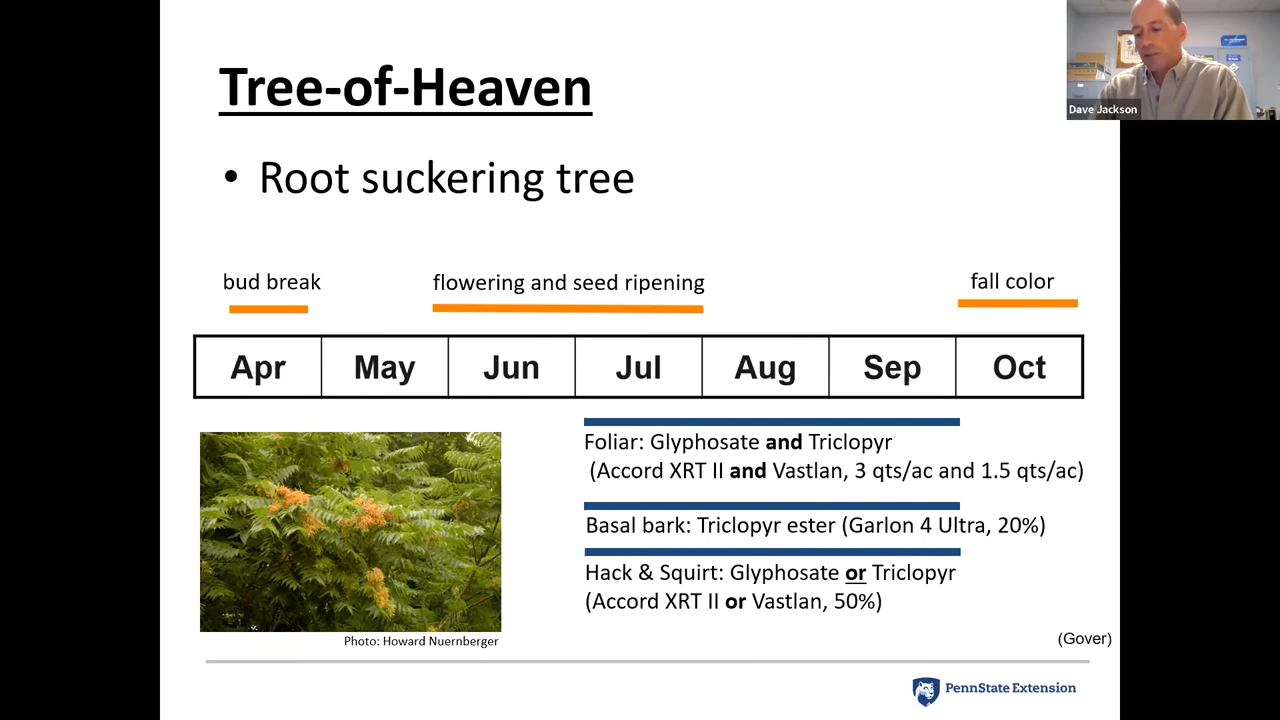 Tree-of-Heaven
Dave Jackson
• Root suckering tree
bud break
flowering and seed ripening
fall color
Apr May Jun Jul Aug Sep Oct
Foliar: Glyphosate and Triclopyr
(Accord XRT II and Vastlan, 3 qts/ac and 1.5 qts/ac)
Basal bark: Triclopyr ester (Garlon 4 Ultra, 20%)
Hack & Squirt: Glyphosate or Triclopyr
(Accord XRT II or Vastlan, 50%)
Photo: Howard Nuernberger
(Gover)
PennState Extension